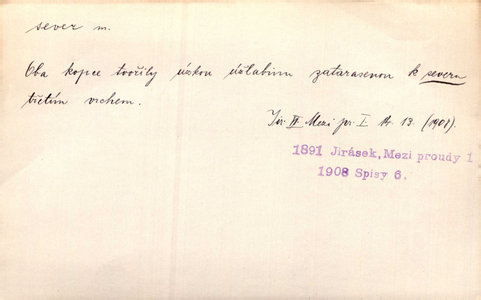 sever m.
Oba kopce tvořily úzkou úžlabinu zatarasenou k severu
třetím vrchem.
Jir. II. Mezi pr. I. str. 13. (1901).
1891 Jirásek, Mezi proudy 1
1908 Spisy 6.